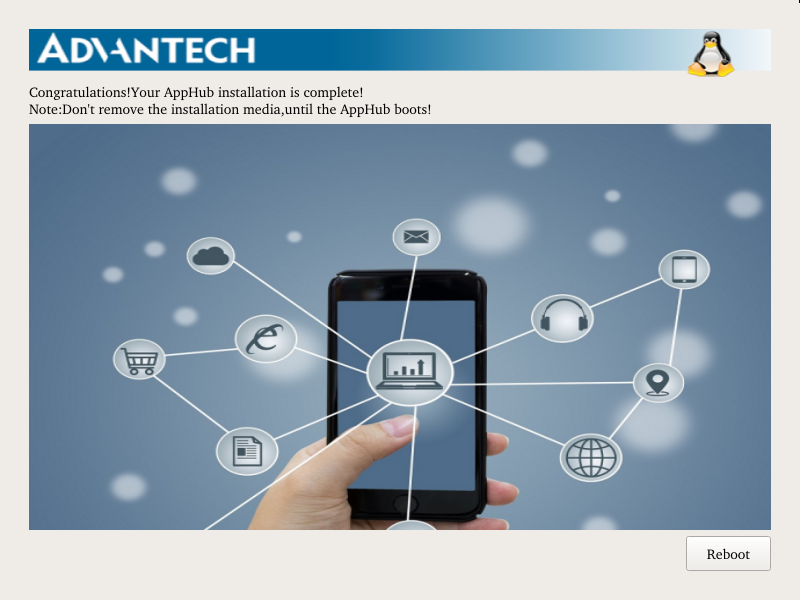 ADVANTECH
Congratulations!Your AppHub installation is complete!
Note:Don't remove the installation media,until the AppHub boots!
Reboot